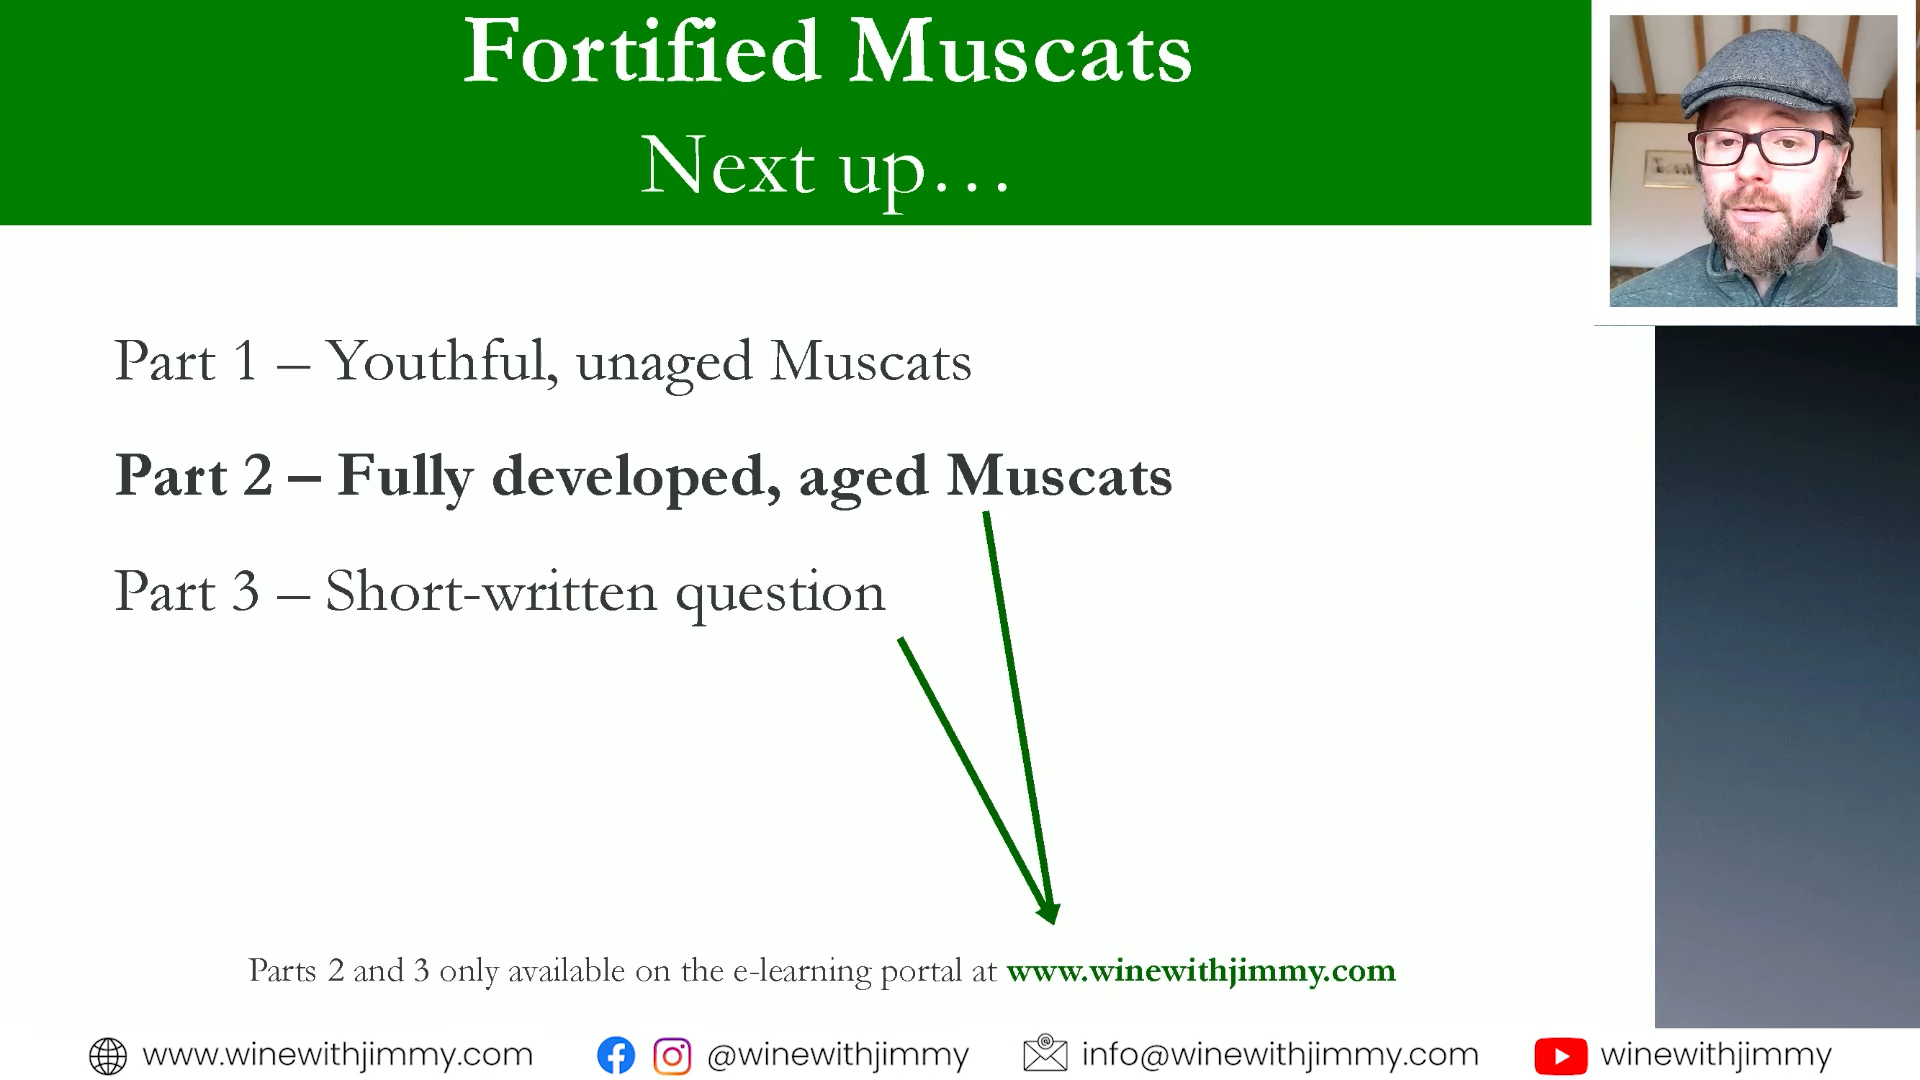 Fortified Muscats
Next up…
Part 1 – Youthful, unaged Muscats
Part 2 – Fully developed, aged Muscats
Part 3 – Short-written question
Parts 2 and 3 only available on the e-learning portal at www.winewithjimmy.com
www.winewithjimmy.com
@winewithjimmy
info@winewithjimmy.com
winewithjimmy